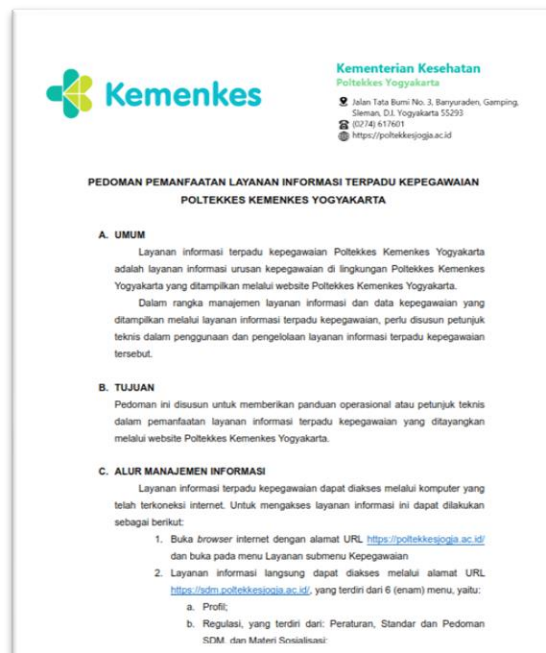 Kemenkes
Kementerian Kesehatan
Poltekkes Yogyakarta
Jalan Tata Bumi No. 3, Banyuraden, Gamping,
Sleman, D.I. Yogyakarta 55293
(0274) 617601
https://poltekkesjogja.ac.id
PEDOMAN PEMANFAATAN LAYANAN INFORMASI TERPADU KEPEGAWAIAN
POLTEKKES KEMENKES YOGYAKARTA
A. UMUM
Layanan informasi terpadu kepegawaian Poltekkes Kemenkes Yogyakarta
adalah layanan informasi urusan kepegawaian di lingkungan Poltekkes Kemenkes
Yogyakarta yang ditampilkan melalui website Poltekkes Kemenkes Yogyakarta.
Dalam rangka manajemen layanan informasi dan data kepegawaian yang
ditampilkan melalui layanan informasi terpadu kepegawaian, perlu disusun petunjuk
teknis dalam penggunaan dan pengelolaan layanan informasi terpadu kepegawaian
tersebut.
B. TUJUAN
Pedoman ini disusun untuk memberikan panduan operasional atau petunjuk teknis
dalam pemanfaatan layanan informasi terpadu kepegawaian yang ditayangkan
melalui website Poltekkes Kemenkes Yogyakarta.
C. ALUR MANAJEMEN INFORMASI
Layanan informasi terpadu kepegawaian dapat diakses melalui komputer yang
telah terkoneksi internet. Untuk mengakses layanan informasi ini dapat dilakukan
sebagai berikut:
1. Buka browser internet dengan alamat URL https://poltekkesjogja.ac.id/
dan buka pada menu Layanan submenu Kepegawaian
2. Layanan informasi langsung dapat diakses melalui alamat URL
https://sdm.poltekkesjogja.ac.id/, yang terdiri dari 6 (enam) menu, yaitu:
a. Profil;
b. Regulasi, yang terdiri dari: Peraturan, Standar dan Pedoman
SDM, dan Materi Sosialisasi;